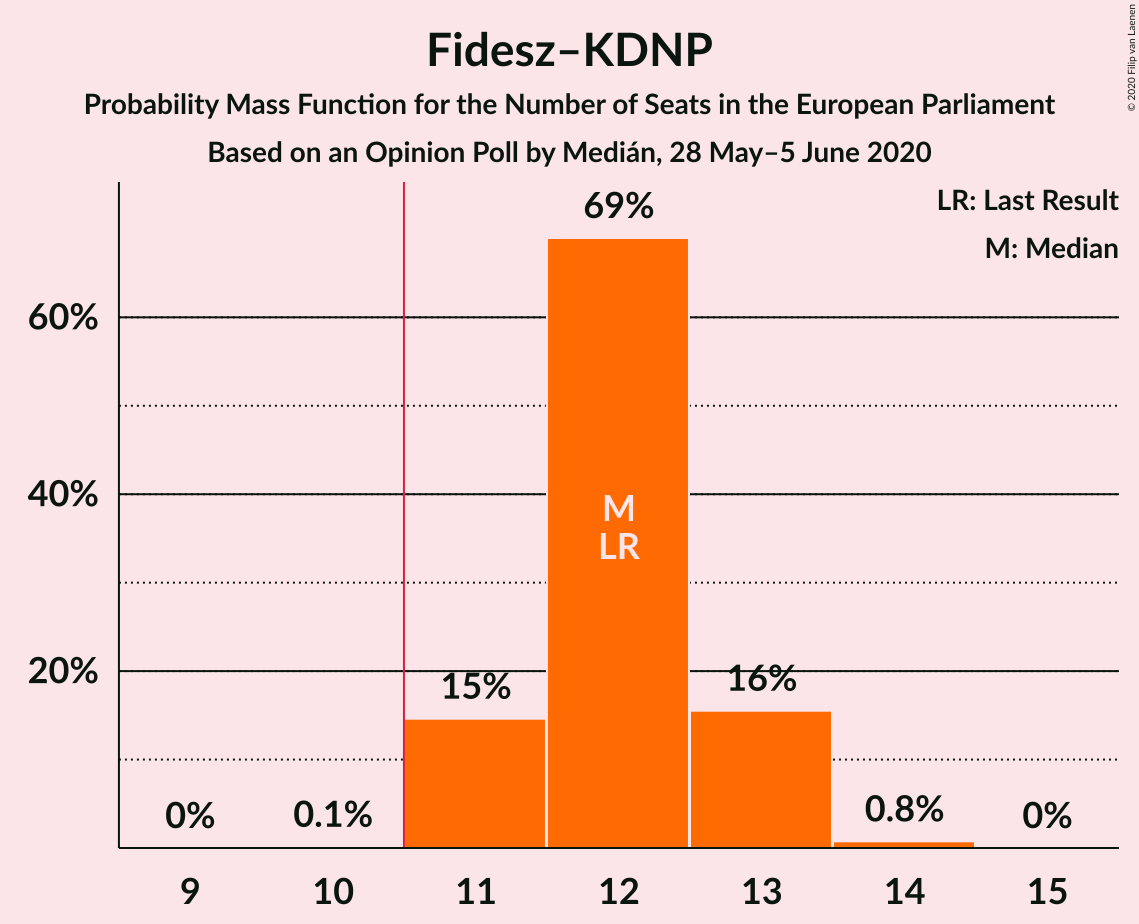 Fidesz–KDNP
Probability Mass Function for the Number of Seats in the European Parliament
Based on an Opinion Poll by Medián, 28 May–5 June 2020
© 2020 Filip van Laenen
LR: Last Result
M: Median
69%
60%
40%
M
LR
20%
15%
16%
0%
0.1%
0.8%
0%
9
10
11
12
13
14
15